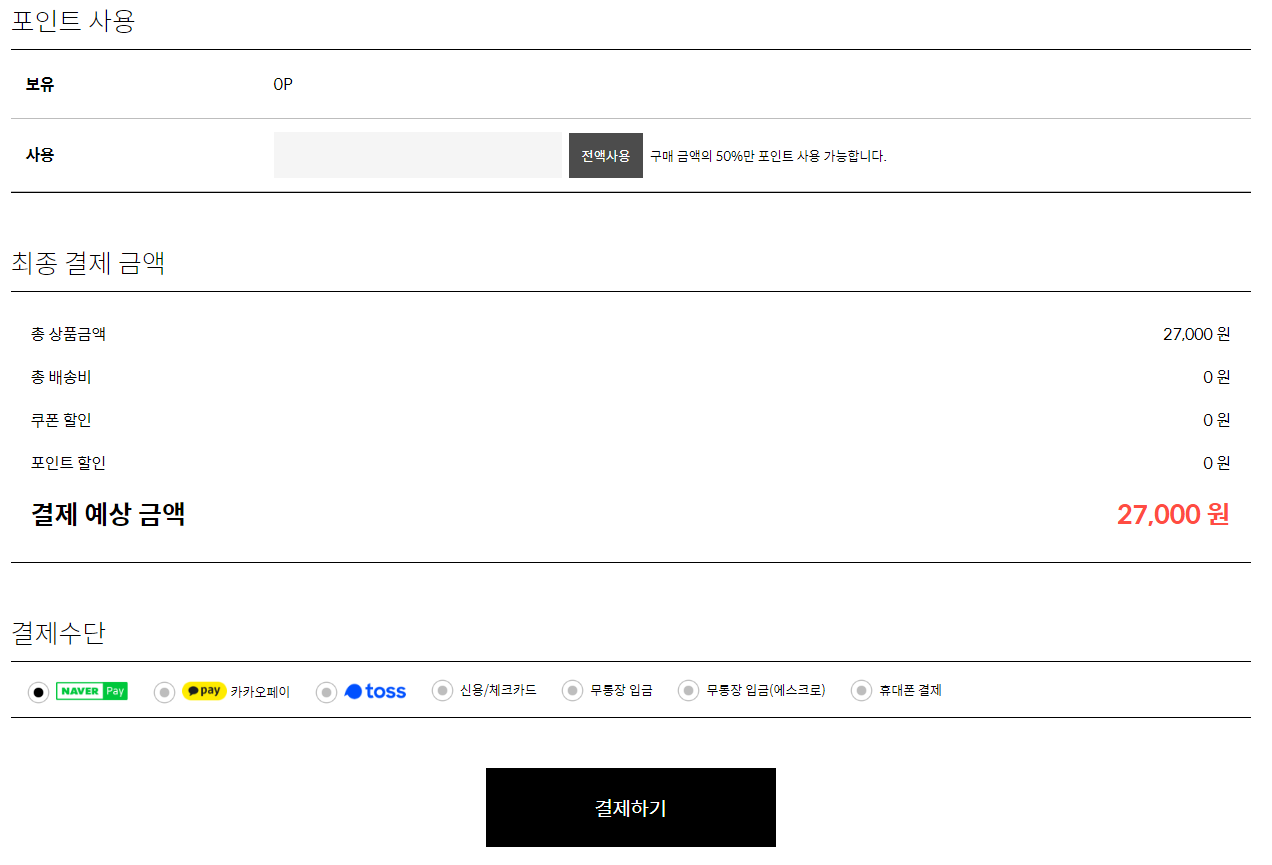 포인트 사용
보유 0P
사용 전액사용 구매 금액의 50%만 포인트 사용 가능합니다.
최종 결제 금액
총 상품금액 27,000 원
총 배송비 0 원
쿠폰 할인 0 원
포인트 할인 0 원
결제 예상 금액 27,000 원
결제수단
NAVER Pay pay 카카오페이 toss 신용/체크카드 무통장 입금 무통장 입금(에스크로) 휴대폰 결제
결제하기